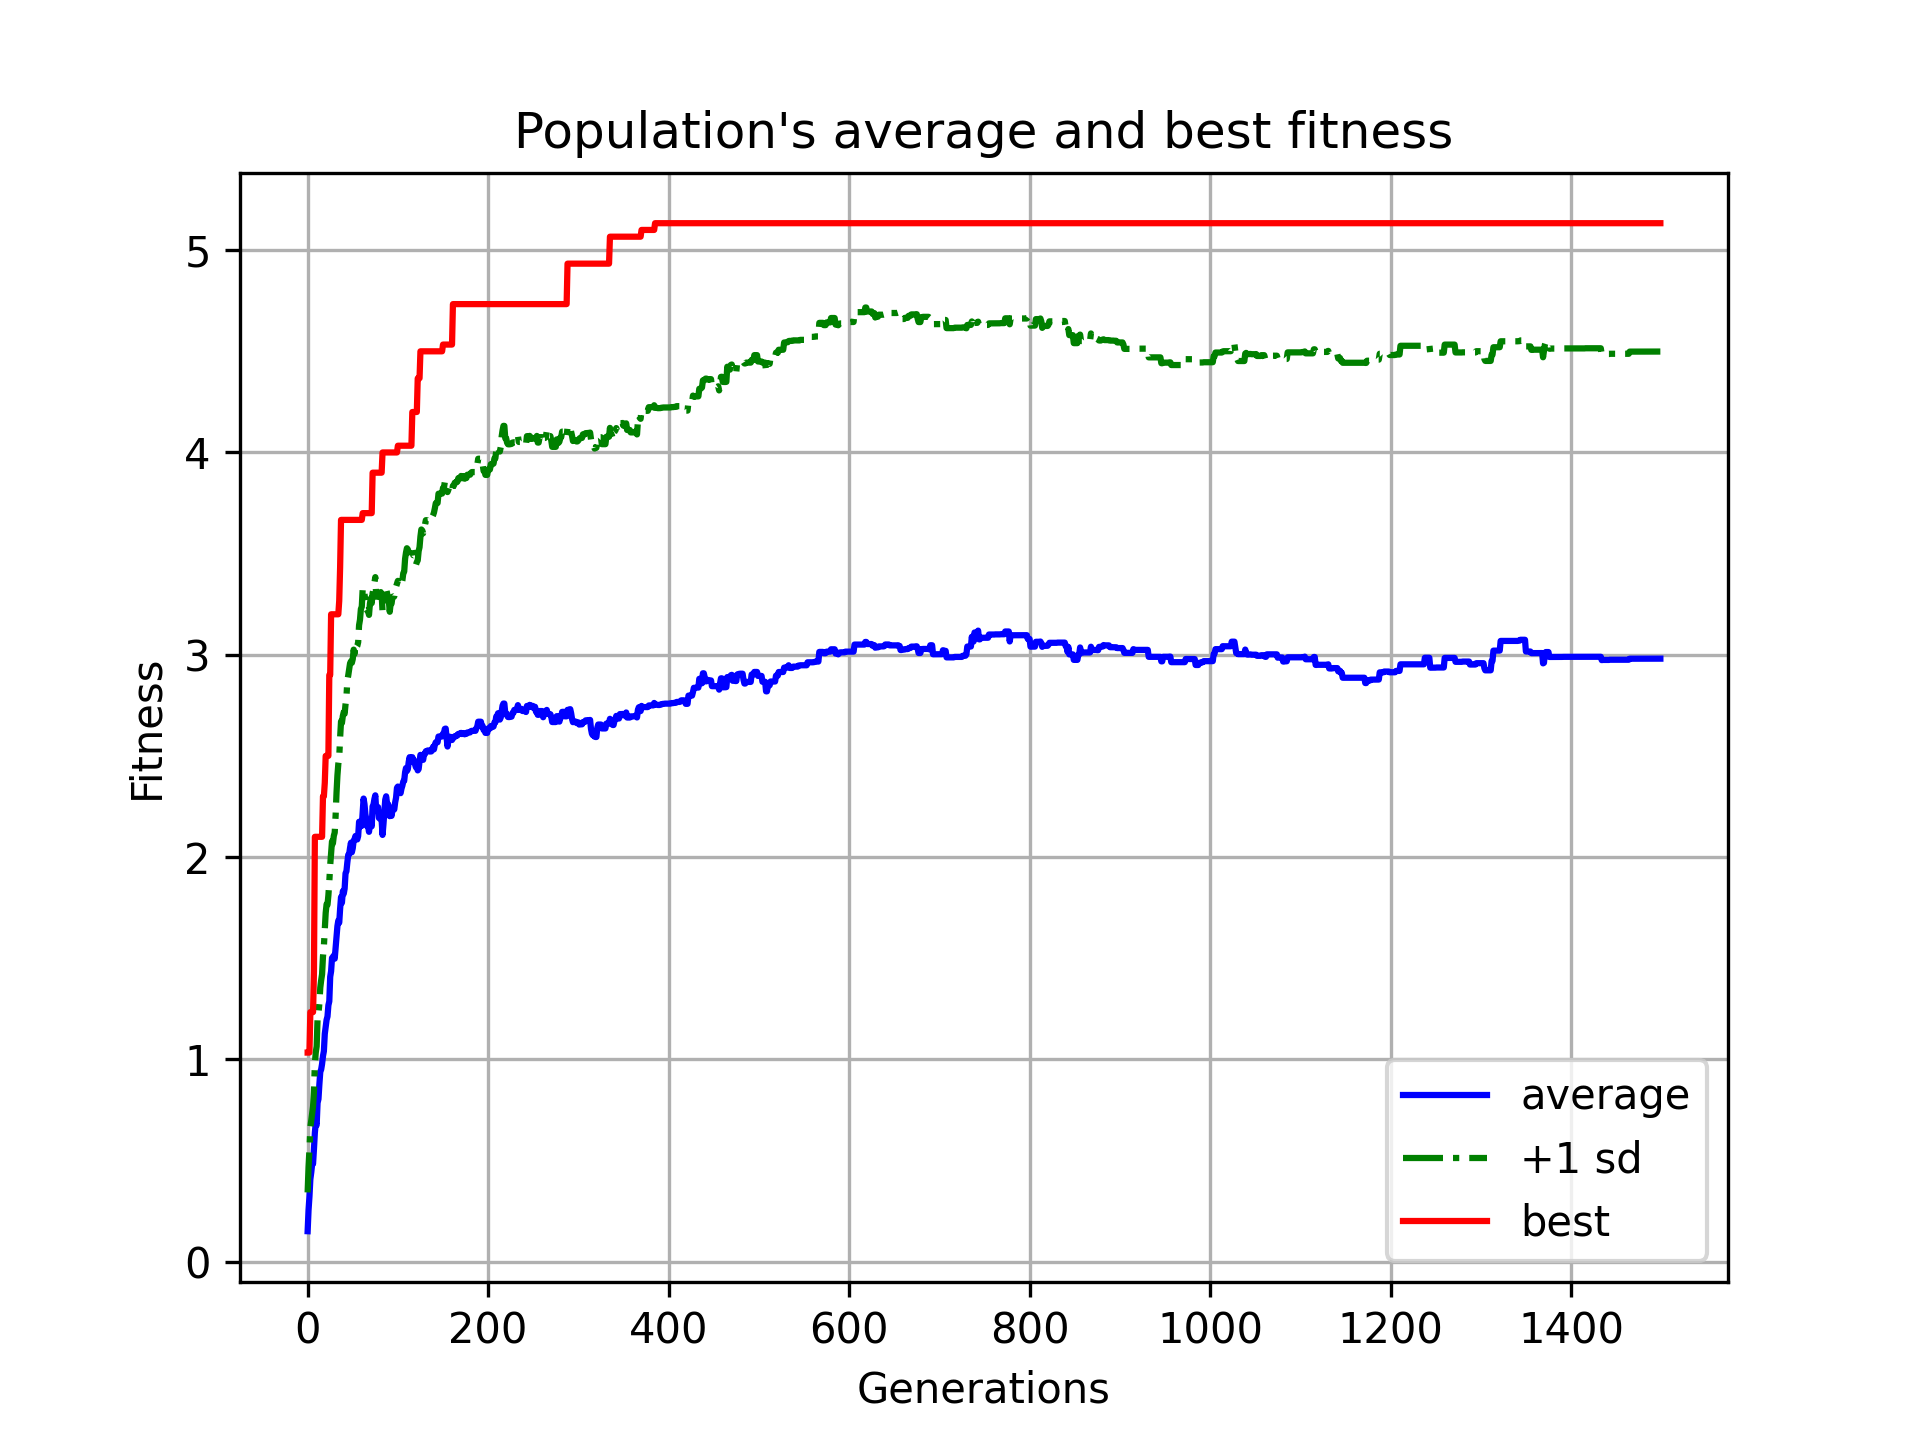 Population's average and best fitness
Fitness
5
4
3
2
1
0
0 200 400 600 800 1000 1200 1400
Generations
average
+1 sd
best